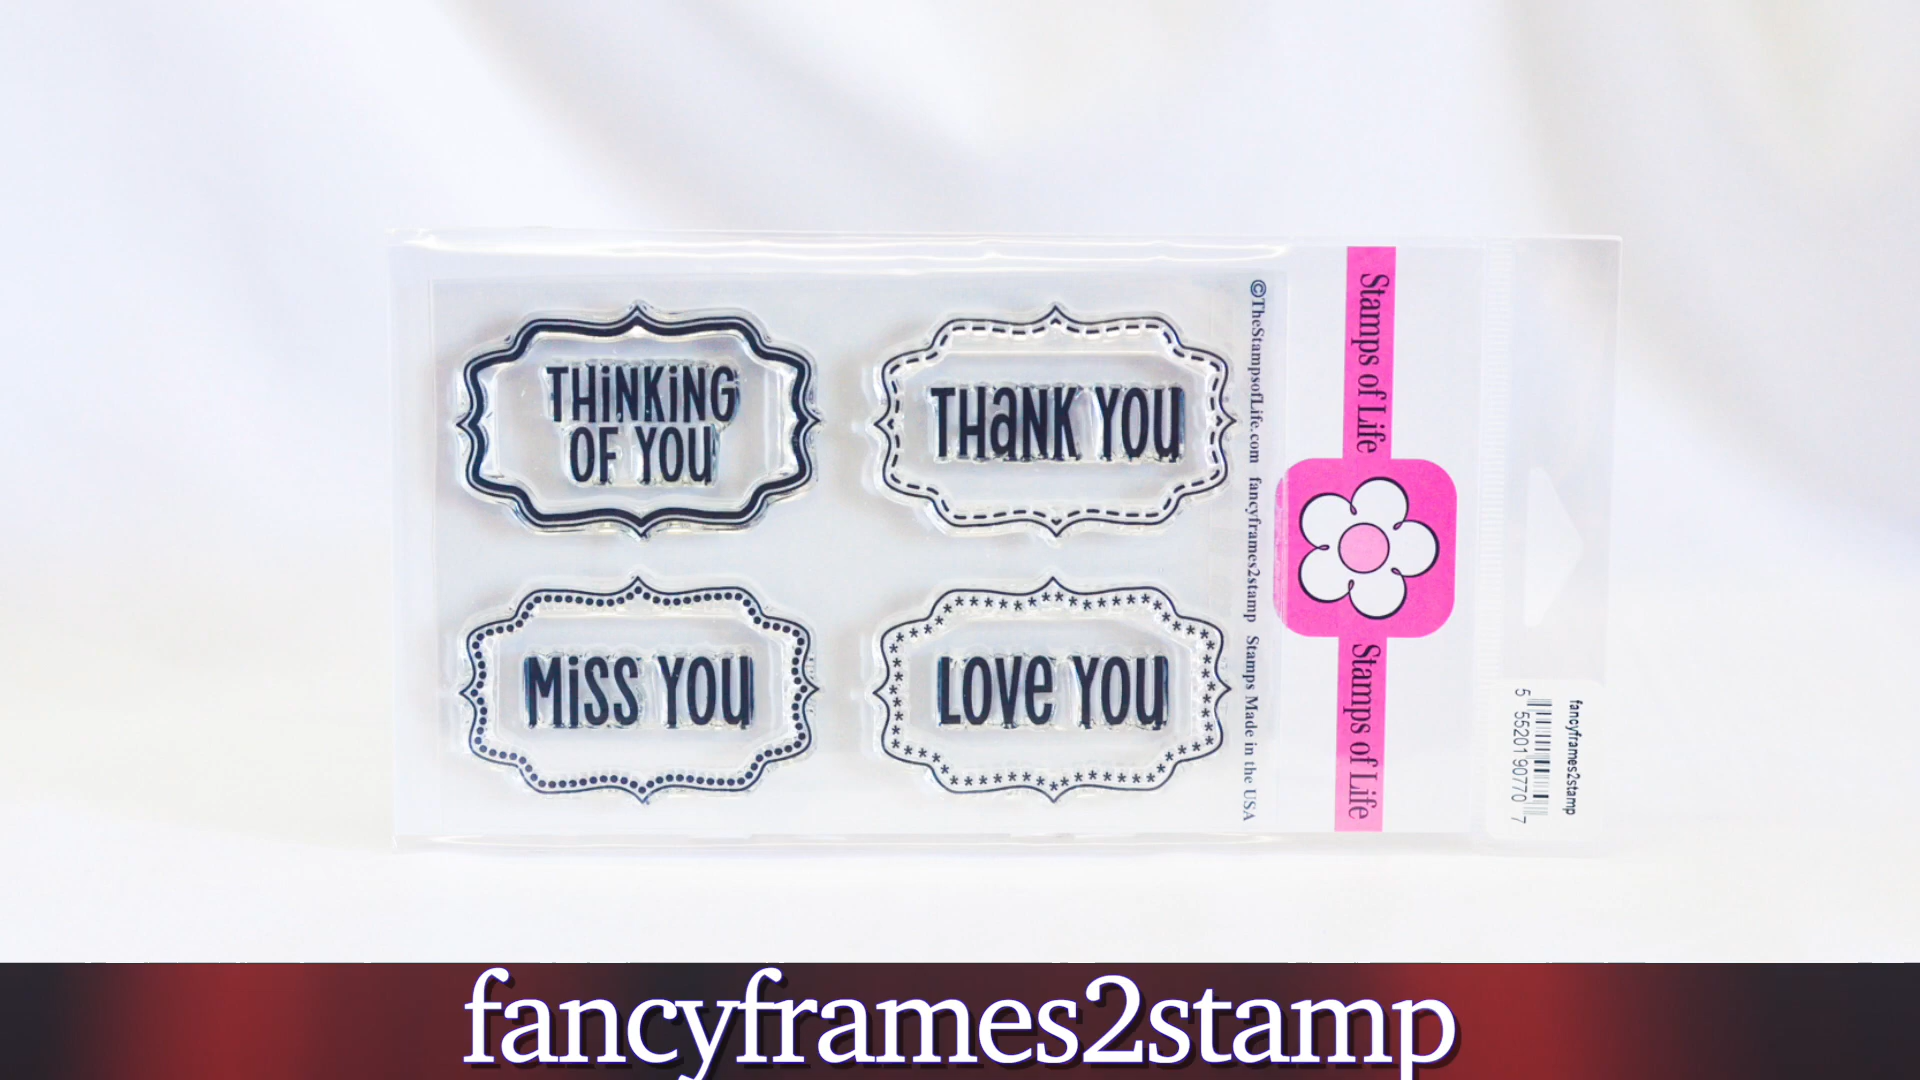 THiNKiNG
OF YOU
THaNK YOU
MiSS YOU
LOVe YOU
©TheStampsofLife.com fancyframes2stamp Stamps Made in the USA
Stamps of Life
Stamps of Life
fancyframes2stamp
5 55201 90770 7
fancyframes2stamp